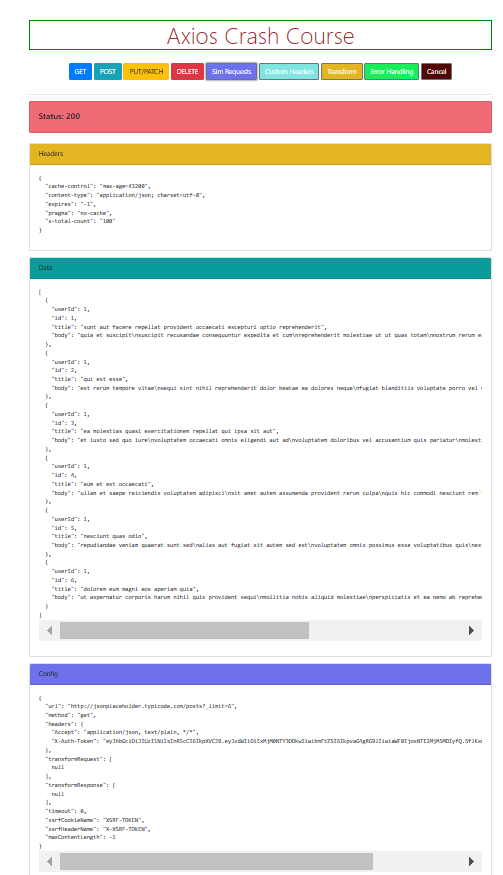 Axios Crash Course
GET POST PUT/PATCH DELETE Sim Requests Custom Headers Transform Error Handling Cancel
Status: 200
Headers
{
"cache-control": "max-age=43200",
"content-type": "application/json; charset=utf-8",
"expires": "-1",
"pragma": "no-cache",
"x-total-count": "100"
}
Data
[
{
"userId": 1,
"id": 1,
"title": "sunt aut facere repellat provident occaecati excepturi optio reprehenderit",
"body": "quia et suscipit\nsuscipit recusandae consequuntur expedita et cum\nreprehenderit molestiae ut ut quas totam\nnostrum rerum e
},
{
"userId": 1,
"id": 2,
"title": "qui est esse",
"body": "est rerum tempore vitae\nsequi sint nihil reprehenderit dolor beatae ea dolores neque\nfugiat blanditiis voluptate porro vel
},
{
"userId": 1,
"id": 3,
"title": "ea molestias quasi exercitationem repellat qui ipsa sit aut",
"body": "et iusto sed quo iure\nvoluptatem occaecati omnis eligendi aut ad\nvoluptatem doloribus vel accusantium quis pariatur\nmolest
},
{
"userId": 1,
"id": 4,
"title": "eum et est occaecati",
"body": "ullam et saepe reiciendis voluptatem adipisci\nsit amet autem assumenda provident rerum culpa\nquis hic commodi nesciunt rem
},
{
"userId": 1,
"id": 5,
"title": "nesciunt quas odio",
"body": "repudiandae veniam quaerat sunt sed\nalias aut fugiat sit autem sed est\nvoluptatem omnis possimus esse voluptatibus quis\nes
},
{
"userId": 1,
"id": 6,
"title": "dolorem eum magni eos aperiam quia",
"body": "ut aspernatur corporis harum nihil quis provident sequi\nmollitia nobis aliquid molestiae\nperspiciatis et ea nemo ab reprehe
}
]
Config
{
"url": "http://jsonplaceholder.typicode.com/posts?_limit=6",
"method": "get",
"headers": {
"Accept": "application/json, text/plain, */*",
"X-Auth-Token":
},
"transformRequest": [
null
],
"transformResponse": [
null
],
"timeout": 0,
"xsrfCookieName": "XSRF-TOKEN",
"xsrfHeaderName": "X-XSRF-TOKEN",
"maxContentLength": -1
}